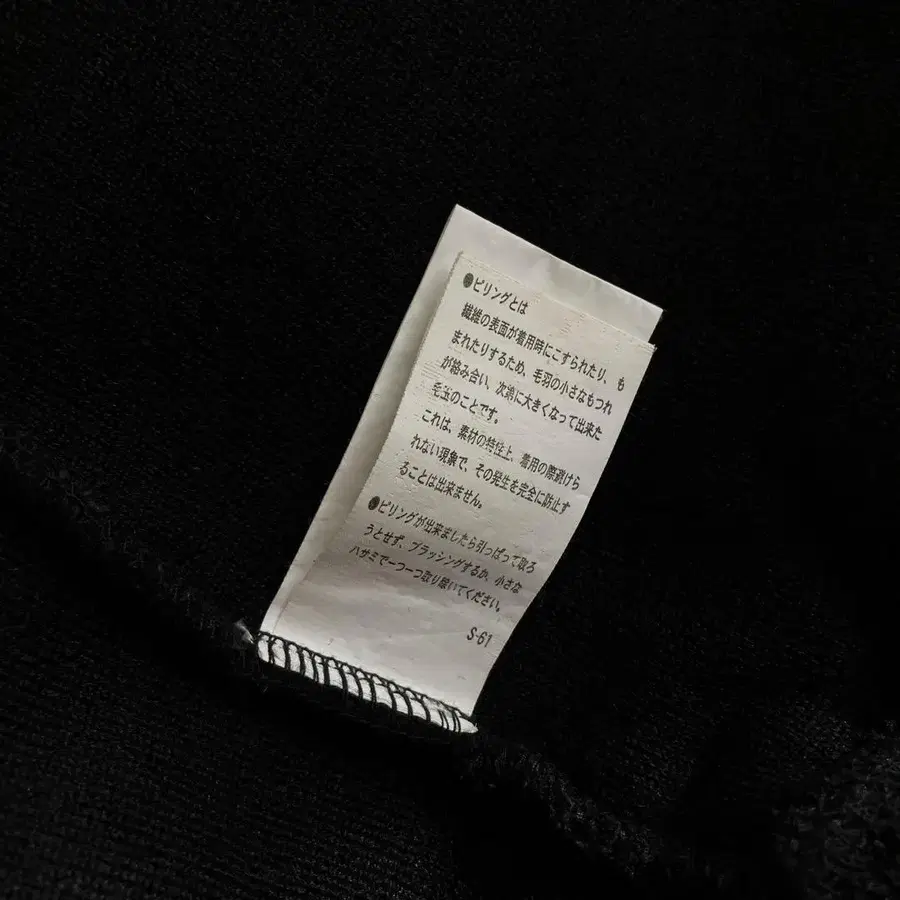 ●ピリングとは
繊維の表面が着用時にこすられたり、も
まれたりするため、毛羽の小さなもつれ
が絡み合い、次第に大きくなって出来た
毛玉のことです。
これは、素材の特性上、着用の際避けら
れない現象で、その発生を完全に防止す
ることは出来ません。
●ピリングが出来ましたら引っぱって取ろ
うとせず、ブラッシングするか、小さな
ハサミで一つ一つ取り除いてください。
S-61